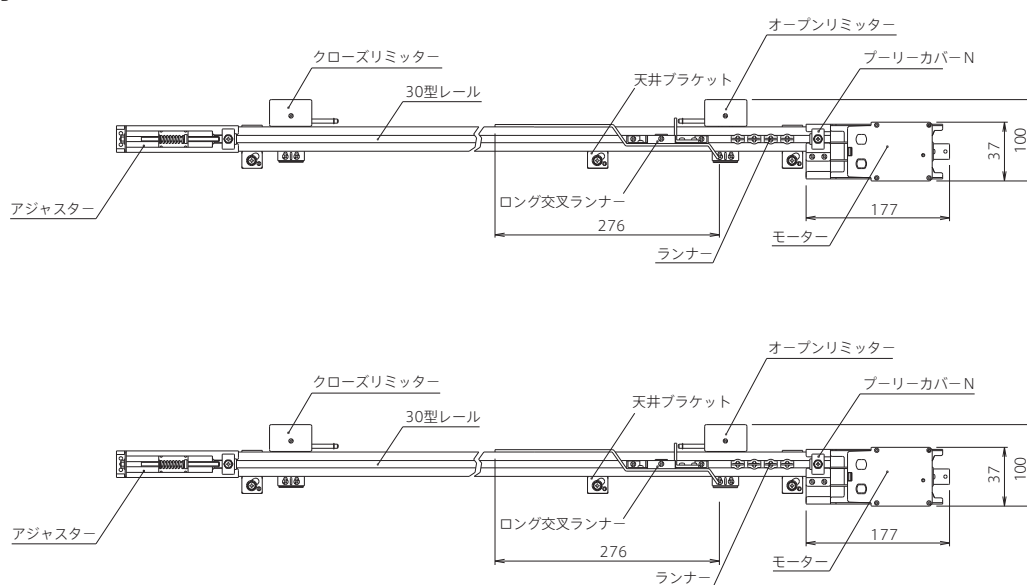 オープンリミッター
クローズリミッター
プーリーカバーN
天井ブラケット
30型レール
37
100
アジャスター
ロング交叉ランナー
177
276
モーター
ランナー
オープンリミッター
クローズリミッター
プーリーカバーN
天井ブラケット
30型レール
37
100
アジャスター
ロング交叉ランナー
177
276
モーター
ランナー